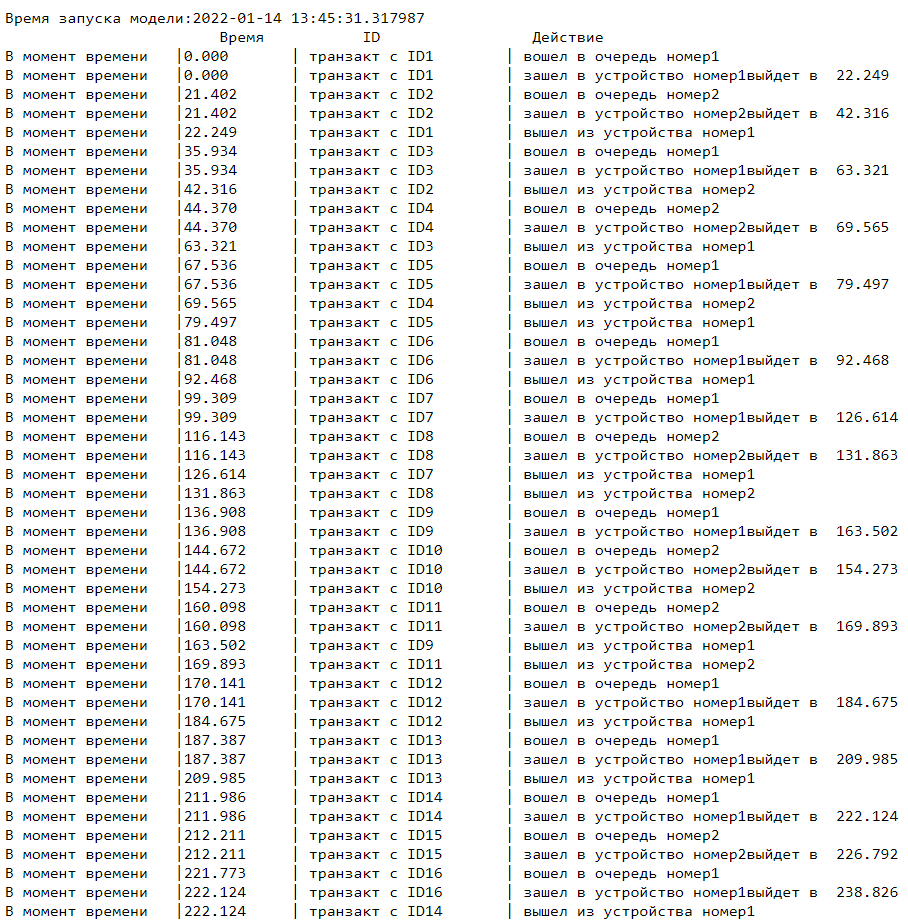 Время запуска модели:2022-01-14 13:45:31.317987
Время ID Действие
В момент времени |0.000 | транзакт с ID1 | вошел в очередь номер1
В момент времени |0.000 | транзакт с ID1 | зашел в устройство номер1выйдет в 22.249
В момент времени |21.402 | транзакт с ID2 | вошел в очередь номер2
В момент времени |21.402 | транзакт с ID2 | зашел в устройство номер2выйдет в 42.316
В момент времени |22.249 | транзакт с ID1 | вышел из устройства номер1
В момент времени |35.934 | транзакт с ID3 | вошел в очередь номер1
В момент времени |35.934 | транзакт с ID3 | зашел в устройство номер1выйдет в 63.321
В момент времени |42.316 | транзакт с ID2 | вышел из устройства номер2
В момент времени |44.370 | транзакт с ID4 | вошел в очередь номер2
В момент времени |44.370 | транзакт с ID4 | зашел в устройство номер2выйдет в 69.565
В момент времени |63.321 | транзакт с ID3 | вышел из устройства номер1
В момент времени |67.536 | транзакт с ID5 | вошел в очередь номер1
В момент времени |67.536 | транзакт с ID5 | зашел в устройство номер1выйдет в 79.497
В момент времени |69.565 | транзакт с ID4 | вышел из устройства номер2
В момент времени |79.497 | транзакт с ID5 | вышел из устройства номер1
В момент времени |81.048 | транзакт с ID6 | вошел в очередь номер1
В момент времени |81.048 | транзакт с ID6 | зашел в устройство номер1выйдет в 92.468
В момент времени |92.468 | транзакт с ID6 | вышел из устройства номер1
В момент времени |99.309 | транзакт с ID7 | вошел в очередь номер1
В момент времени |99.309 | транзакт с ID7 | зашел в устройство номер1выйдет в 126.614
В момент времени |116.143 | транзакт с ID8 | вошел в очередь номер2
В момент времени |116.143 | транзакт с ID8 | зашел в устройство номер2выйдет в 131.863
В момент времени |126.614 | транзакт с ID7 | вышел из устройства номер1
В момент времени |131.863 | транзакт с ID8 | вышел из устройства номер2
В момент времени |136.908 | транзакт с ID9 | вошел в очередь номер1
В момент времени |136.908 | транзакт с ID9 | зашел в устройство номер1выйдет в 163.502
В момент времени |144.672 | транзакт с ID10 | вошел в очередь номер2
В момент времени |144.672 | транзакт с ID10 | зашел в устройство номер2выйдет в 154.273
В момент времени |154.273 | транзакт с ID10 | вышел из устройства номер2
В момент времени |160.098 | транзакт с ID11 | вошел в очередь номер2
В момент времени |160.098 | транзакт с ID11 | зашел в устройство номер2выйдет в 169.893
В момент времени |163.502 | транзакт с ID9 | вышел из устройства номер1
В момент времени |169.893 | транзакт с ID11 | вышел из устройства номер2
В момент времени |170.141 | транзакт с ID12 | вошел в очередь номер1
В момент времени |170.141 | транзакт с ID12 | зашел в устройство номер1выйдет в 184.675
В момент времени |184.675 | транзакт с ID12 | вышел из устройства номер1
В момент времени |187.387 | транзакт с ID13 | вошел в очередь номер1
В момент времени |187.387 | транзакт с ID13 | зашел в устройство номер1выйдет в 209.985
В момент времени |209.985 | транзакт с ID13 | вышел из устройства номер1
В момент времени |211.986 | транзакт с ID14 | вошел в очередь номер1
В момент времени |211.986 | транзакт с ID14 | зашел в устройство номер1выйдет в 222.124
В момент времени |212.211 | транзакт с ID15 | вошел в очередь номер2
В момент времени |212.211 | транзакт с ID15 | зашел в устройство номер2выйдет в 226.792
В момент времени |221.773 | транзакт с ID16 | вошел в очередь номер1
В момент времени |222.124 | транзакт с ID16 | зашел в устройство номер1выйдет в 238.826
В момент времени |222.124 | транзакт с ID14 | вышел из устройства номер1